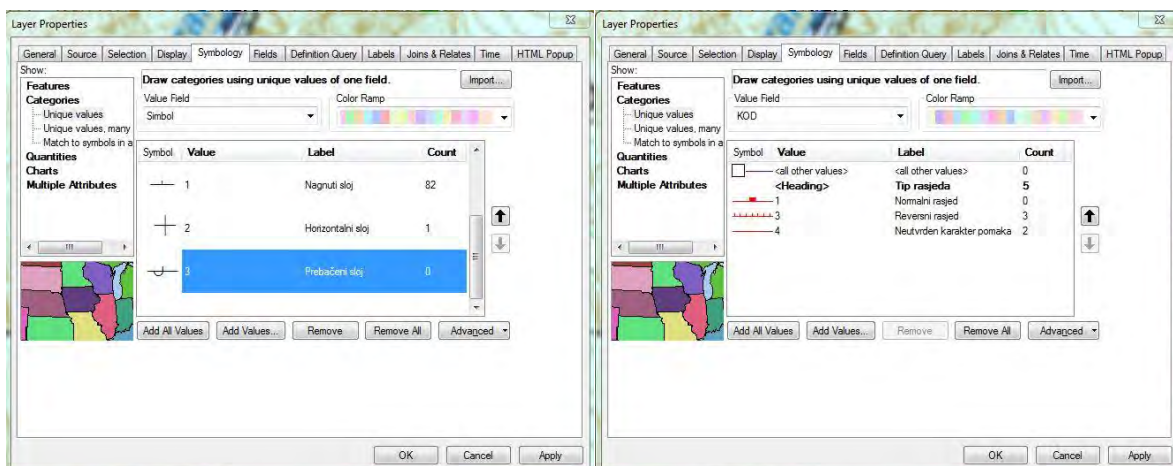 Layer Properties
General Source Selection Display Symbology Fields Definition Query Labels Joins & Relates Time HTML Popup
Show:
Features
Categories
Unique values
Unique values, many
Match to symbols in a
Quantities
Charts
Multiple Attributes
Draw categories using unique values of one field.
Import...
Value Field
Color Ramp
Simbol
Symbol Value Label Count
1 Nagnuti sloj 82
2 Horizontalni sloj 1
3 Prebačeni sloj 0
Add All Values Add Values... Remove Remove All Advanced
OK Cancel Apply
Layer Properties
General Source Selection Display Symbology Fields Definition Query Labels Joins & Relates Time HTML Popup
Show:
Features
Categories
Unique values
Unique values, many
Match to symbols in a
Quantities
Charts
Multiple Attributes
Draw categories using unique values of one field.
Import...
Value Field
Color Ramp
KOD
Symbol Value Label Count
<all other values> <all other values> 0
<Heading> Tip rasjeda 5
1 Normalni rasjed 0
3 Reversni rasjed 3
4 Neutvrđen karakter pomaka 2
Add All Values Add Values... Remove Remove All Advanced
OK Cancel Apply